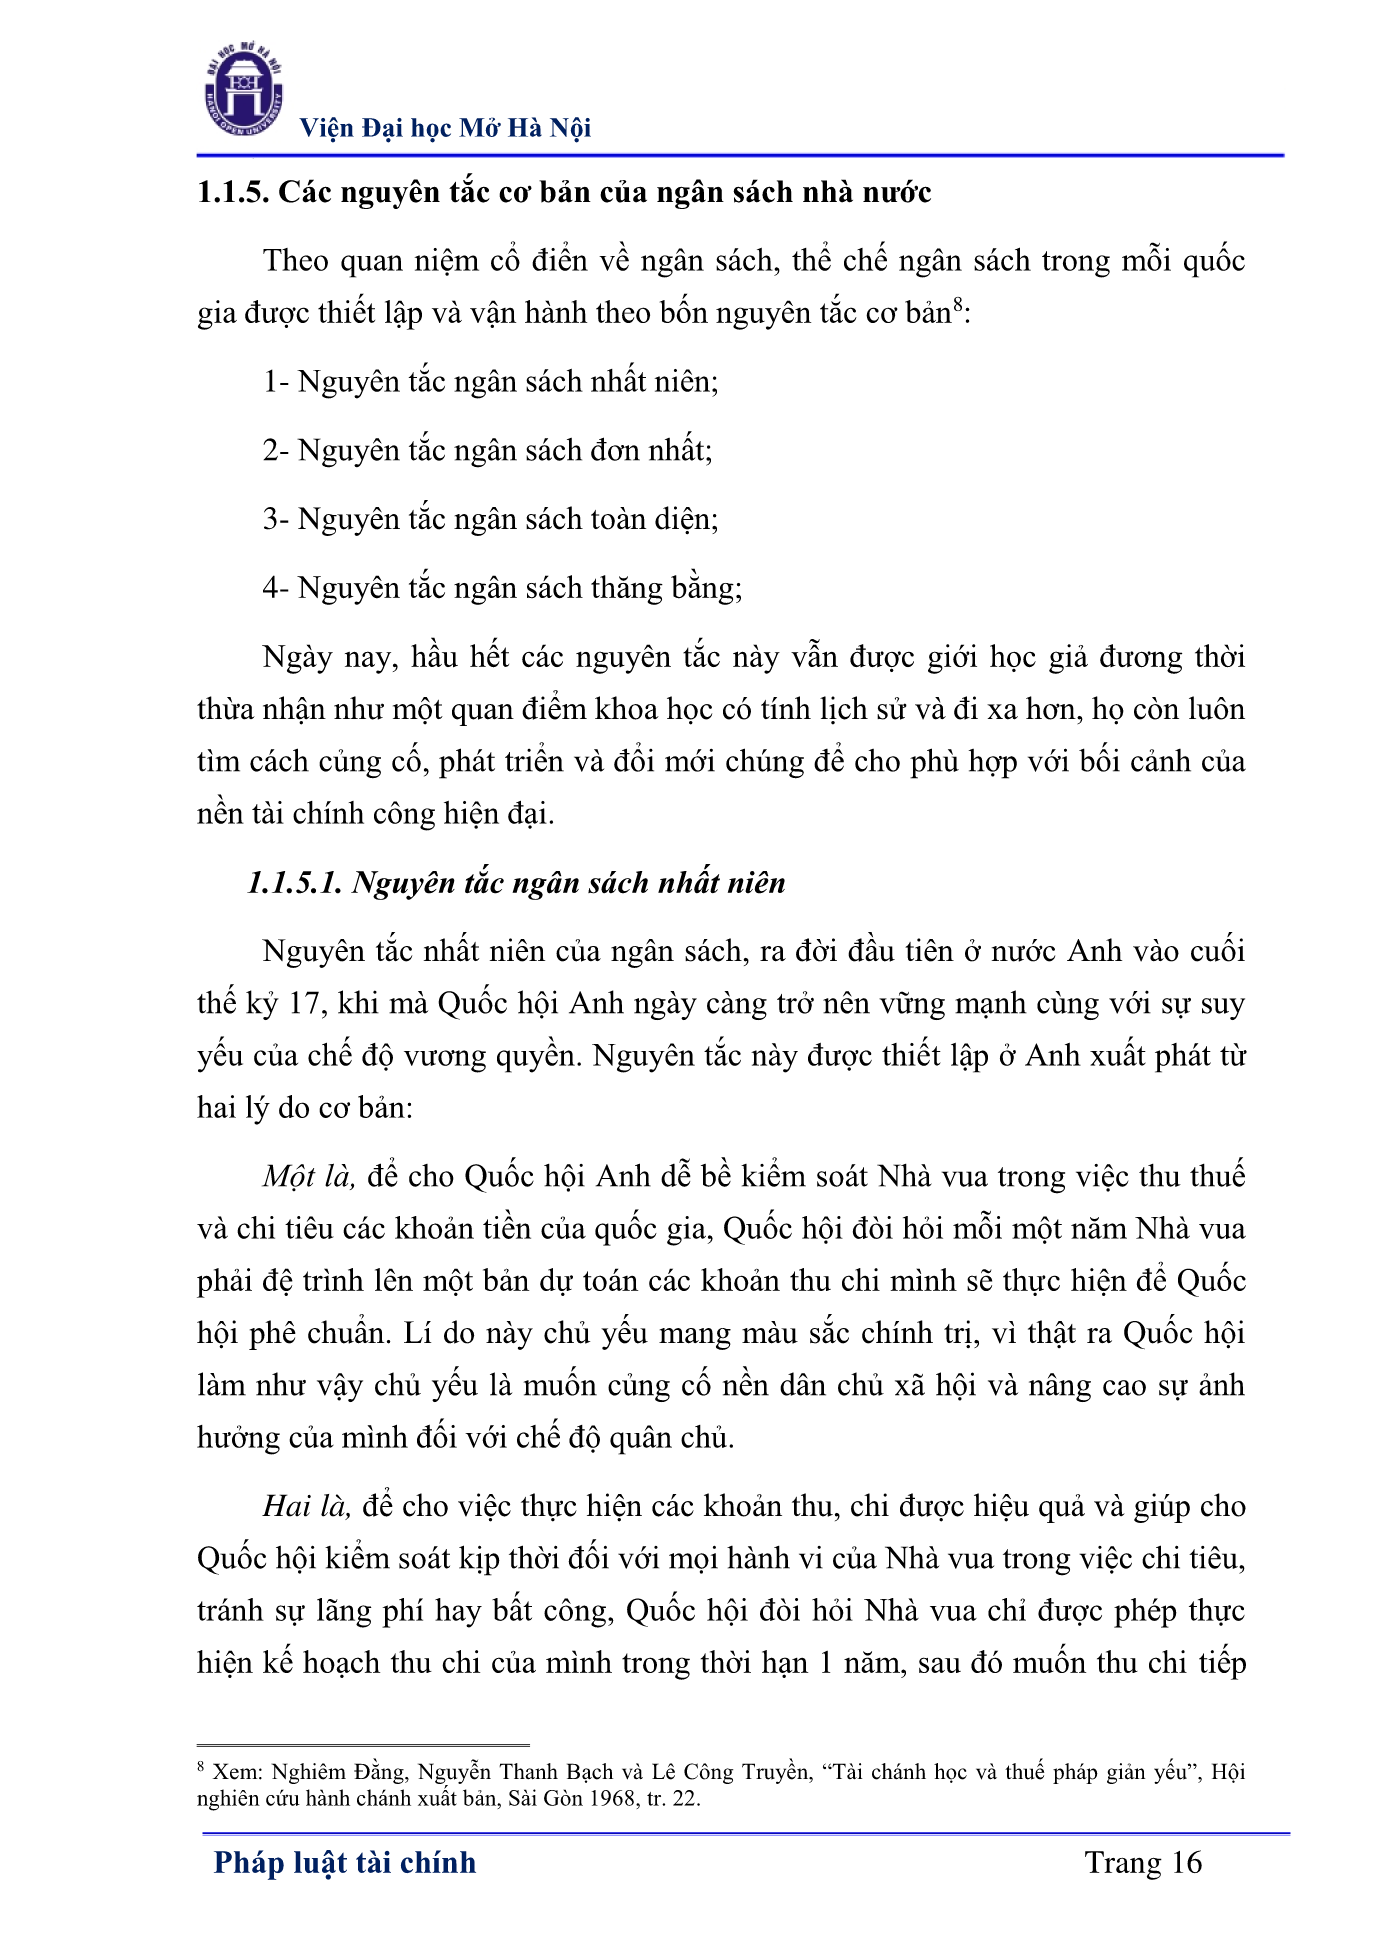 ĐẠI HỌC MỞ HÀ NỘI
HOU
HANOI OPEN UNIVERSITY
Viện Đại học Mở Hà Nội
1.1.5. Các nguyên tắc cơ bản của ngân sách nhà nước
Theo quan niệm cổ điển về ngân sách, thể chế ngân sách trong mỗi quốc
gia được thiết lập và vận hành theo bốn nguyên tắc cơ bản8:
1- Nguyên tắc ngân sách nhất niên;
2- Nguyên tắc ngân sách đơn nhất;
3- Nguyên tắc ngân sách toàn diện;
4- Nguyên tắc ngân sách thăng bằng;
Ngày nay, hầu hết các nguyên tắc này vẫn được giới học giả đương thời
thừa nhận như một quan điểm khoa học có tính lịch sử và đi xa hơn, họ còn luôn
tìm cách củng cố, phát triển và đổi mới chúng để cho phù hợp với bối cảnh của
nền tài chính công hiện đại.
1.1.5.1. Nguyên tắc ngân sách nhất niên
Nguyên tắc nhất niên của ngân sách, ra đời đầu tiên ở nước Anh vào cuối
thế kỷ 17, khi mà Quốc hội Anh ngày càng trở nên vững mạnh cùng với sự suy
yếu của chế độ vương quyền. Nguyên tắc này được thiết lập ở Anh xuất phát từ
hai lý do cơ bản:
Một là, để cho Quốc hội Anh dễ bề kiểm soát Nhà vua trong việc thu thuế
và chi tiêu các khoản tiền của quốc gia, Quốc hội đòi hỏi mỗi một năm Nhà vua
phải đệ trình lên một bản dự toán các khoản thu chi mình sẽ thực hiện để Quốc
hội phê chuẩn. Lí do này chủ yếu mang màu sắc chính trị, vì thật ra Quốc hội
làm như vậy chủ yếu là muốn củng cố nền dân chủ xã hội và nâng cao sự ảnh
hưởng của mình đối với chế độ quân chủ.
Hai là, để cho việc thực hiện các khoản thu, chi được hiệu quả và giúp cho
Quốc hội kiểm soát kịp thời đối với mọi hành vi của Nhà vua trong việc chi tiêu,
tránh sự lãng phí hay bất công, Quốc hội đòi hỏi Nhà vua chỉ được phép thực
hiện kế hoạch thu chi của mình trong thời hạn 1 năm, sau đó muốn thu chi tiếp
8 Xem: Nghiêm Đằng, Nguyễn Thanh Bạch và Lê Công Truyền, “Tài chánh học và thuế pháp giản yếu”, Hội
nghiên cứu hành chánh xuất bản, Sài Gòn 1968, tr. 22.
Pháp luật tài chính
Trang 16